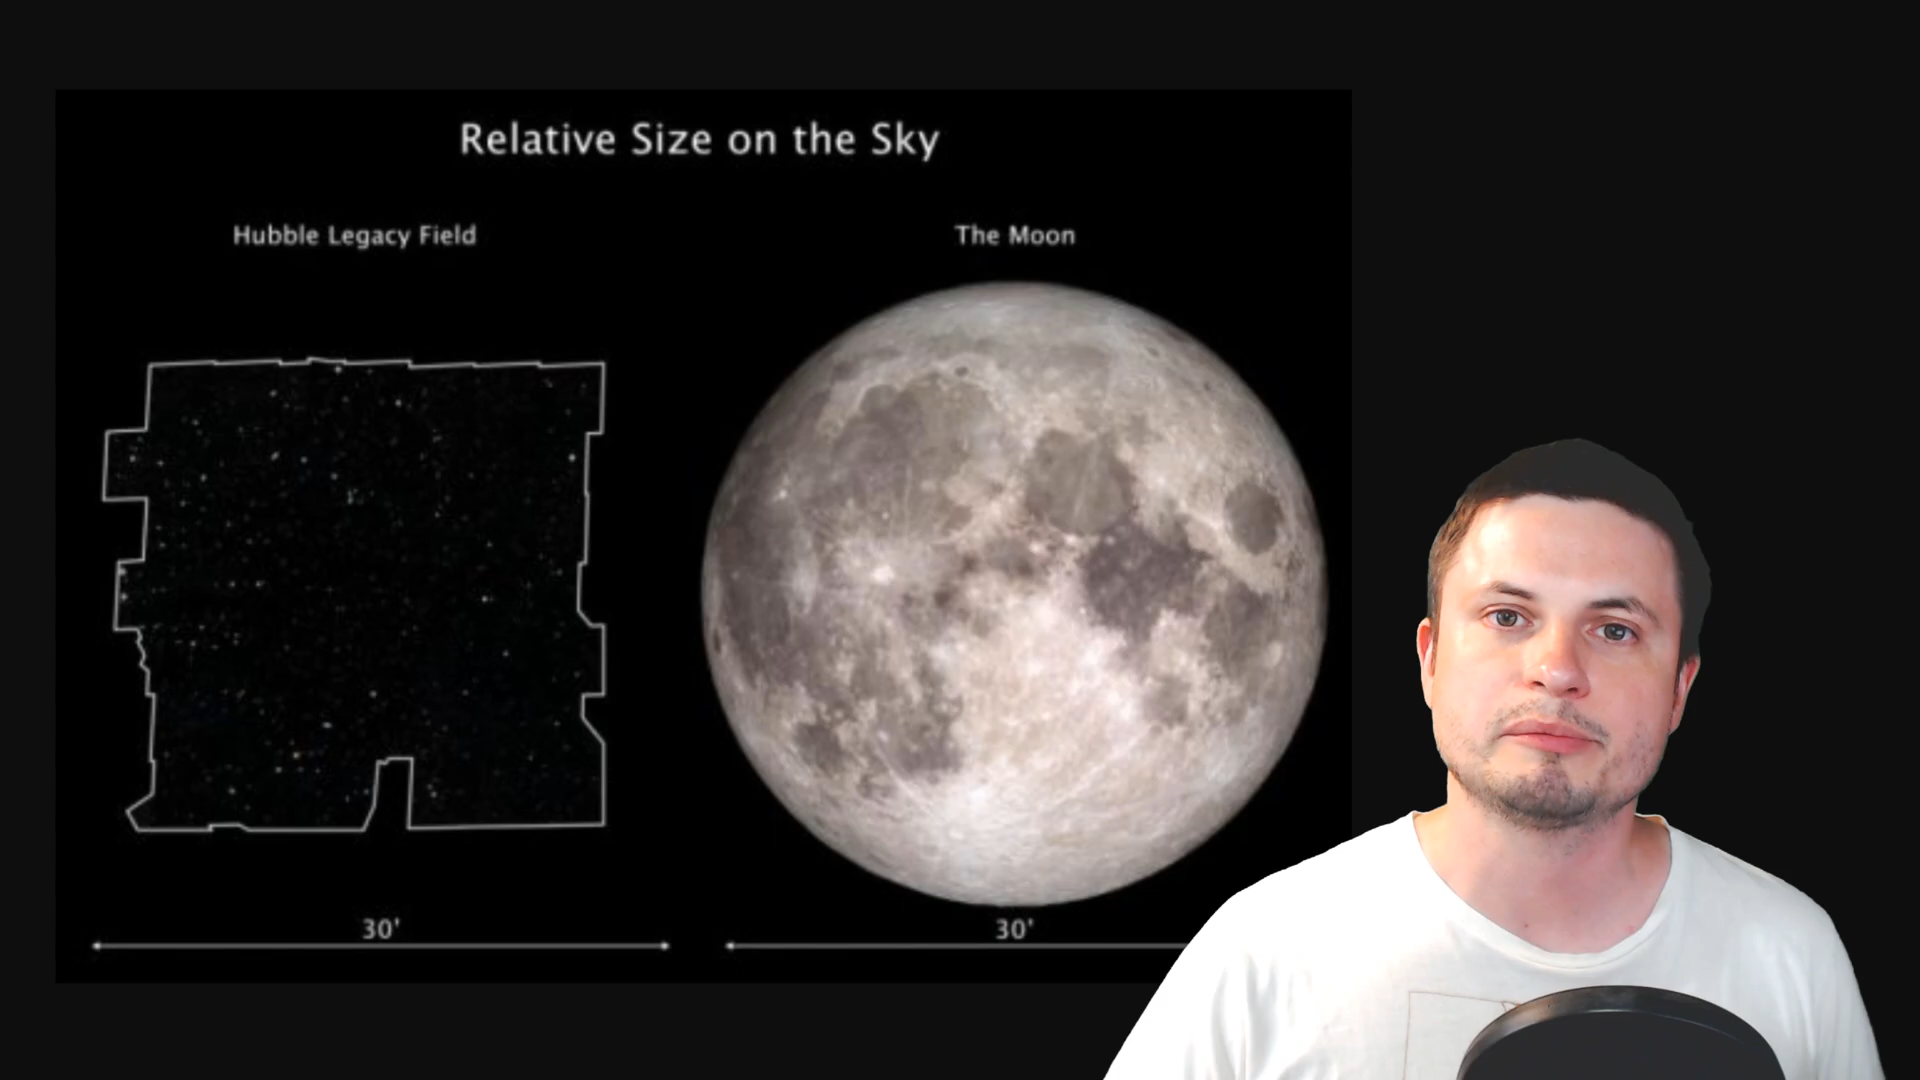 Relative Size on the Sky
Hubble Legacy Field
The Moon
30'
30'